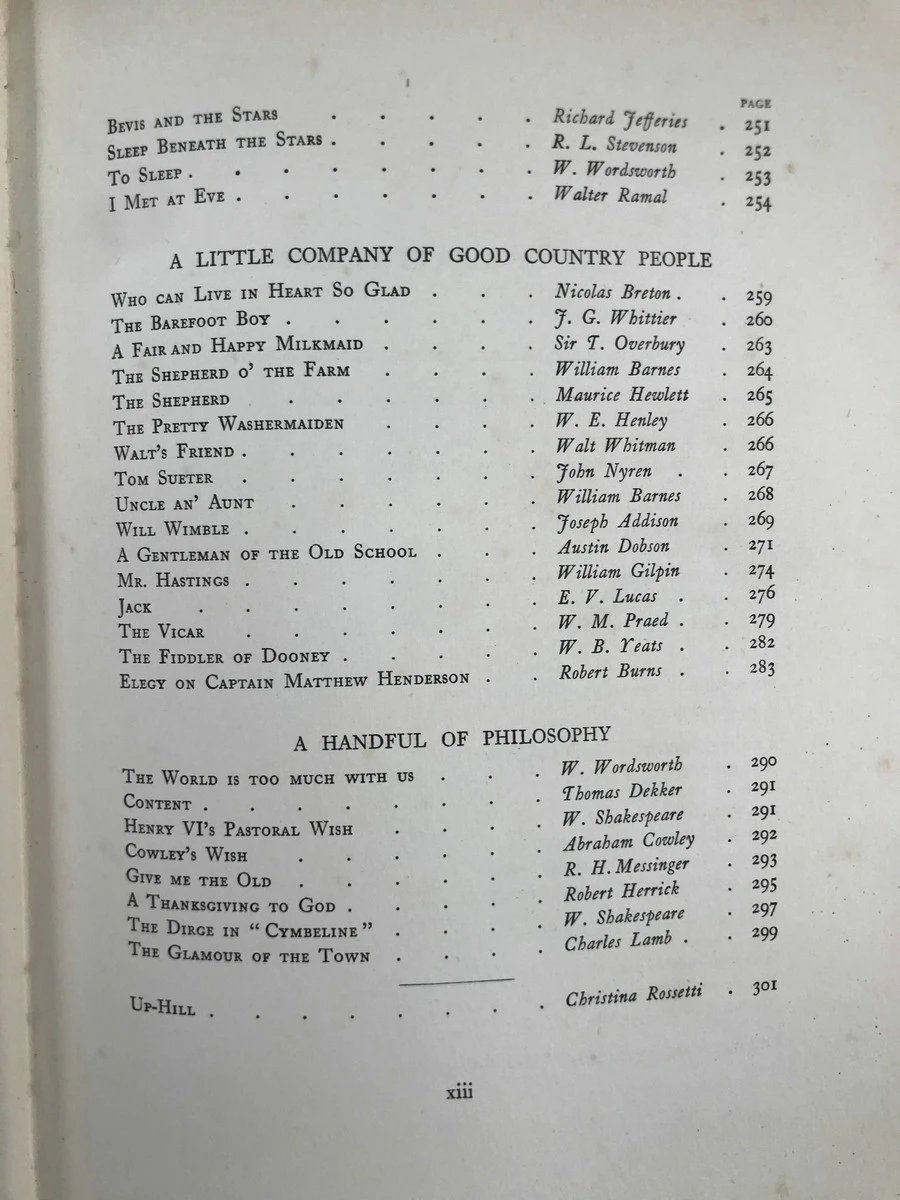 PAGE
Bevis and the Stars . . . . . Richard Jefferies . 251
Sleep Beneath the Stars . . . . . R. L. Stevenson . 252
To Sleep . . . . . . . . W. Wordsworth . 253
I Met at Eve . . . . . . . Walter Ramal . 254
A LITTLE COMPANY OF GOOD COUNTRY PEOPLE
Who can Live in Heart So Glad . . . Nicolas Breton . . 259
The Barefoot Boy . . . . . . J. G. Whittier . 260
A Fair and Happy Milkmaid . . . . Sir T. Overbury . 263
The Shepherd o' the Farm . . . . William Barnes . 264
The Shepherd . . . . . . Maurice Hewlett . 265
The Pretty Washermaiden . . . . W. E. Henley . 266
Walt's Friend . . . . . . . Walt Whitman . 266
Tom Sueter . . . . . . . John Nyren . . 267
Uncle an' Aunt . . . . . . William Barnes . 268
Will Wimble . . . . . . . Joseph Addison . 269
A Gentleman of the Old School . . . Austin Dobson . 271
Mr. Hastings . . . . . . . William Gilpin . 274
Jack . . . . . . . . E. V. Lucas . . 276
The Vicar . . . . . . . W. M. Praed . . 279
The Fiddler of Dooney . . . . . W. B. Yeats . . 282
Elegy on Captain Matthew Henderson . . Robert Burns . . 283
A HANDFUL OF PHILOSOPHY
The World is too much with us . . . W. Wordsworth . 290
Content . . . . . . . . Thomas Dekker . 291
Henry VI's Pastoral Wish . . . . W. Shakespeare . 291
Cowley's Wish . . . . . . Abraham Cowley . 292
Give me the Old . . . . . . R. H. Messinger . 293
A Thanksgiving to God . . . . . Robert Herrick . 295
The Dirge in "Cymbeline" . . . . W. Shakespeare . 297
The Glamour of the Town . . . . Charles Lamb . . 299
Up-Hill . . . . . . . . Christina Rossetti . 301
xiii